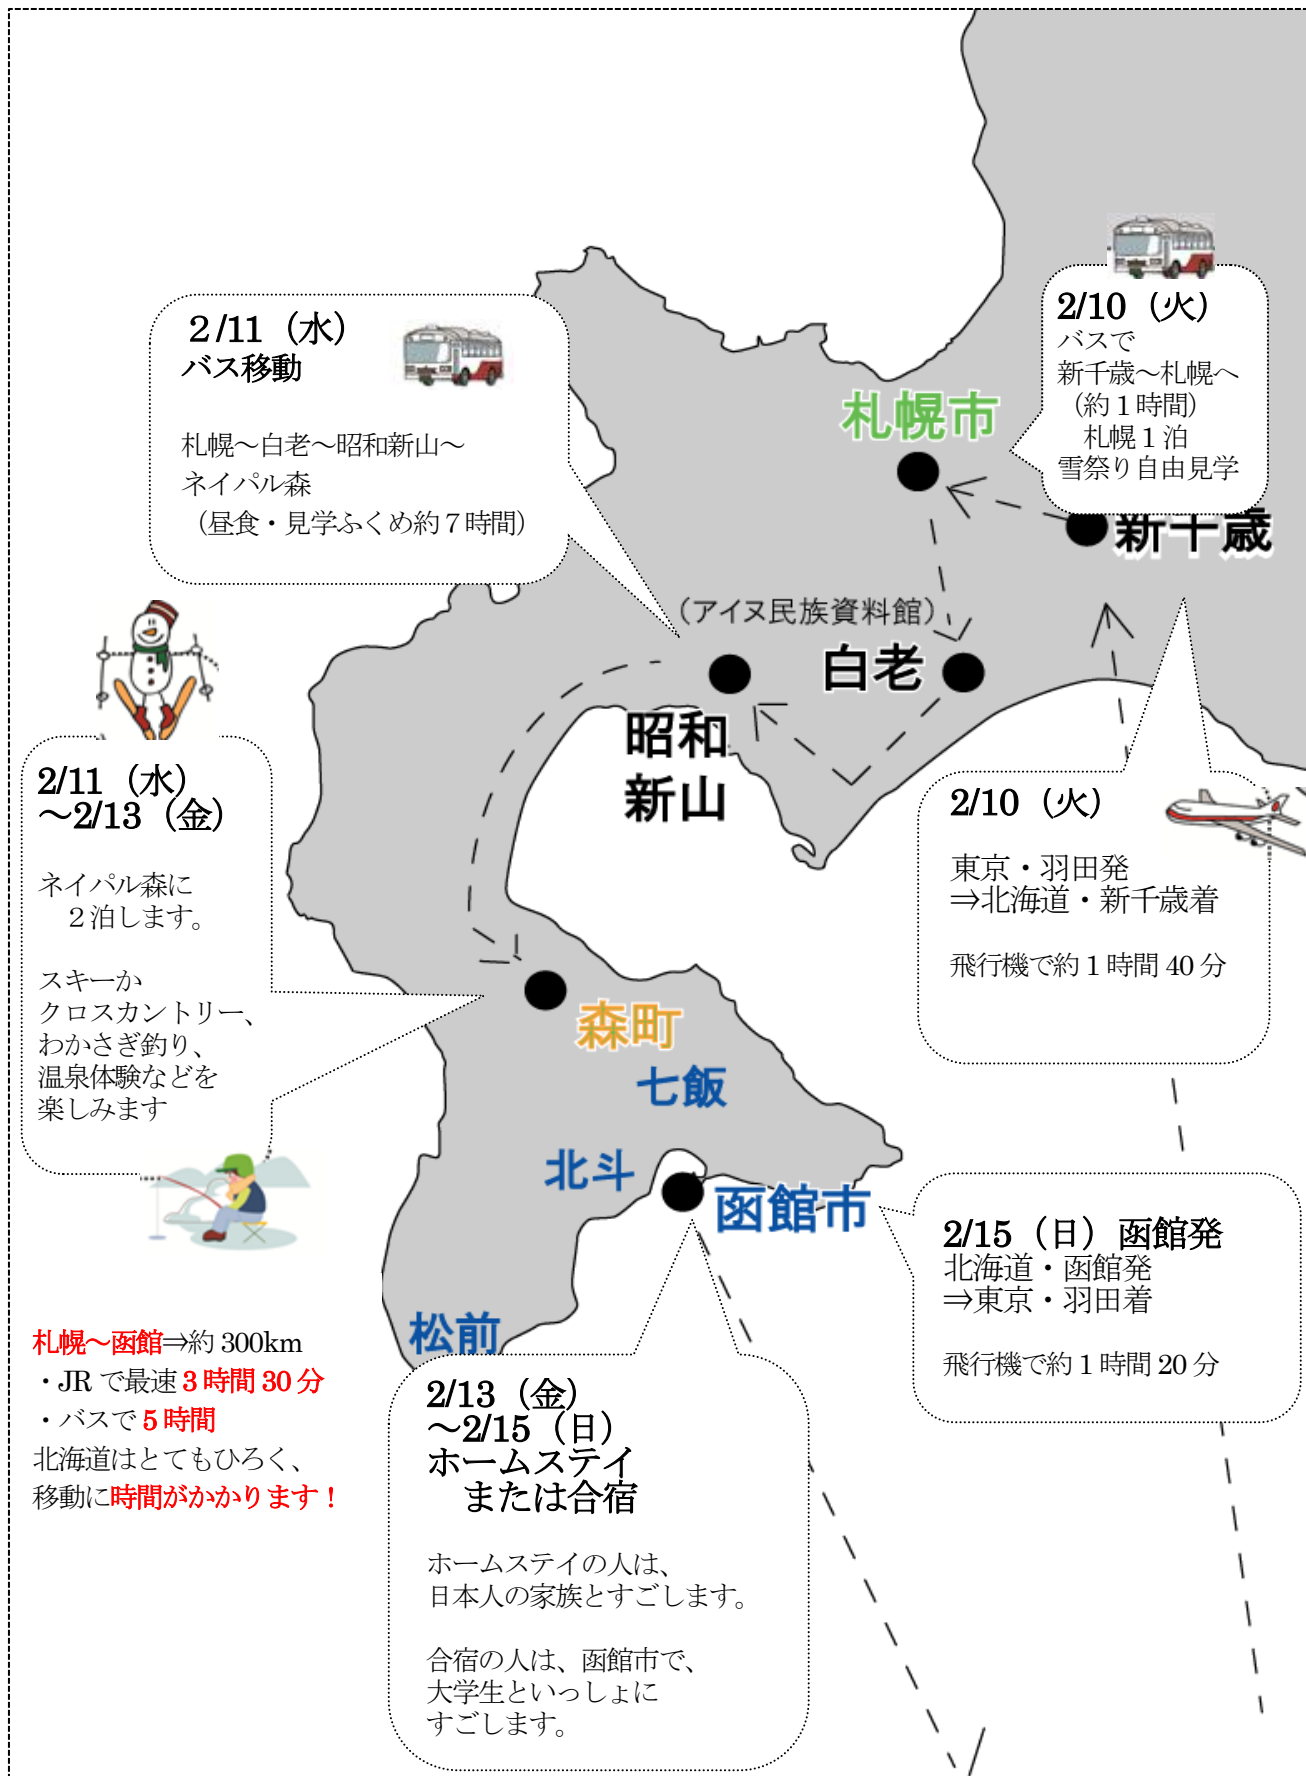 2/10（火）
バスで
新千歳～札幌へ
（約１時間）
札幌１泊
雪祭り自由見学
２/11（水）
バス移動
札幌～白老～昭和新山～
ネイパル森
（昼食・見学ふくめ約７時間）
札幌市
新千歳
（アイヌ民族資料館）
白老
昭和
新山
2/11（水）
～2/13（金）
ネイパル森に
２泊します。
スキーか
クロスカントリー、
わかさぎ釣り、
温泉体験などを
楽しみます
2/10（火）
東京・羽田発
⇒北海道・新千歳着
飛行機で約１時間 40 分
森町
七飯
北斗
函館市
松前
2/15（日）函館発
北海道・函館発
⇒東京・羽田着
飛行機で約１時間 20 分
札幌～函館⇒約 300km
・JR で最速３時間 30 分
・バスで５時間
北海道はとてもひろく、
移動に時間がかかります！
2/13（金）
～2/15（日）
ホームステイ
または合宿
ホームステイの人は、
日本人の家族とすごします。
合宿の人は、函館市で、
大学生といっしょに
すごします。